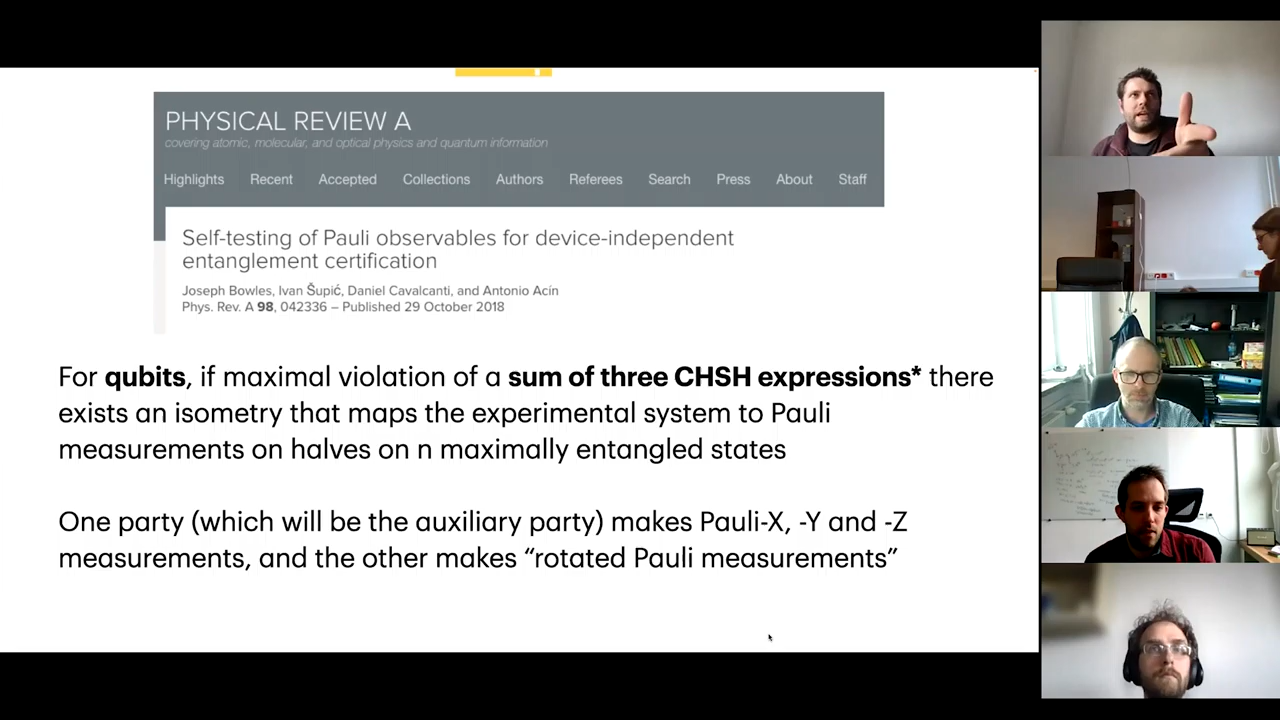 PHYSICAL REVIEW A
covering atomic, molecular, and optical physics and quantum information
Highlights Recent Accepted Collections Authors Referees Search Press About Staff
Self-testing of Pauli observables for device-independent
entanglement certification
Joseph Bowles, Ivan Šupić, Daniel Cavalcanti, and Antonio Acín
Phys. Rev. A 98, 042336 – Published 29 October 2018
For qubits, if maximal violation of a sum of three CHSH expressions* there
exists an isometry that maps the experimental system to Pauli
measurements on halves on n maximally entangled states
One party (which will be the auxiliary party) makes Pauli-X, -Y and -Z
measurements, and the other makes “rotated Pauli measurements”